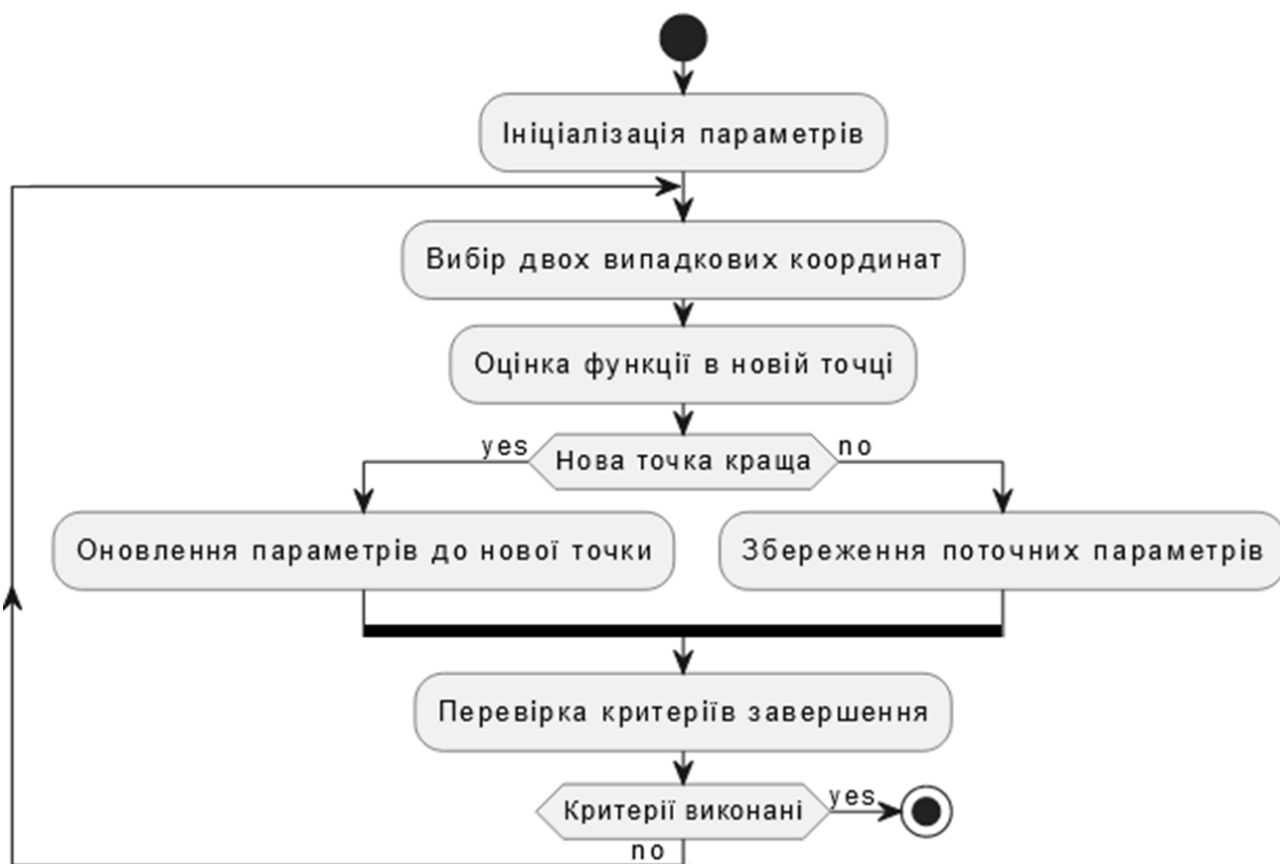 Ініціалізація параметрів
Вибір двох випадкових координат
Оцінка функції в новій точці
yes
Нова точка краща
no
Оновлення параметрів до нової точки
Збереження поточних параметрів
Перевірка критеріїв завершення
Критерії виконані
yes
no